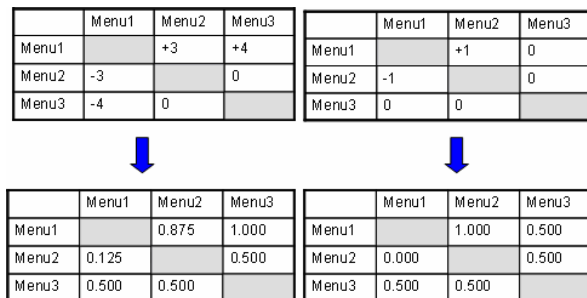 Menu1 Menu2 Menu3
Menu1 +3 +4
Menu2 -3 0
Menu3 -4 0
Menu1 Menu2 Menu3
Menu1 +1 0
Menu2 -1 0
Menu3 0 0
Menu1 Menu2 Menu3
Menu1 0.875 1.000
Menu2 0.125 0.500
Menu3 0.500 0.500
Menu1 Menu2 Menu3
Menu1 1.000 0.500
Menu2 0.000 0.500
Menu3 0.500 0.500